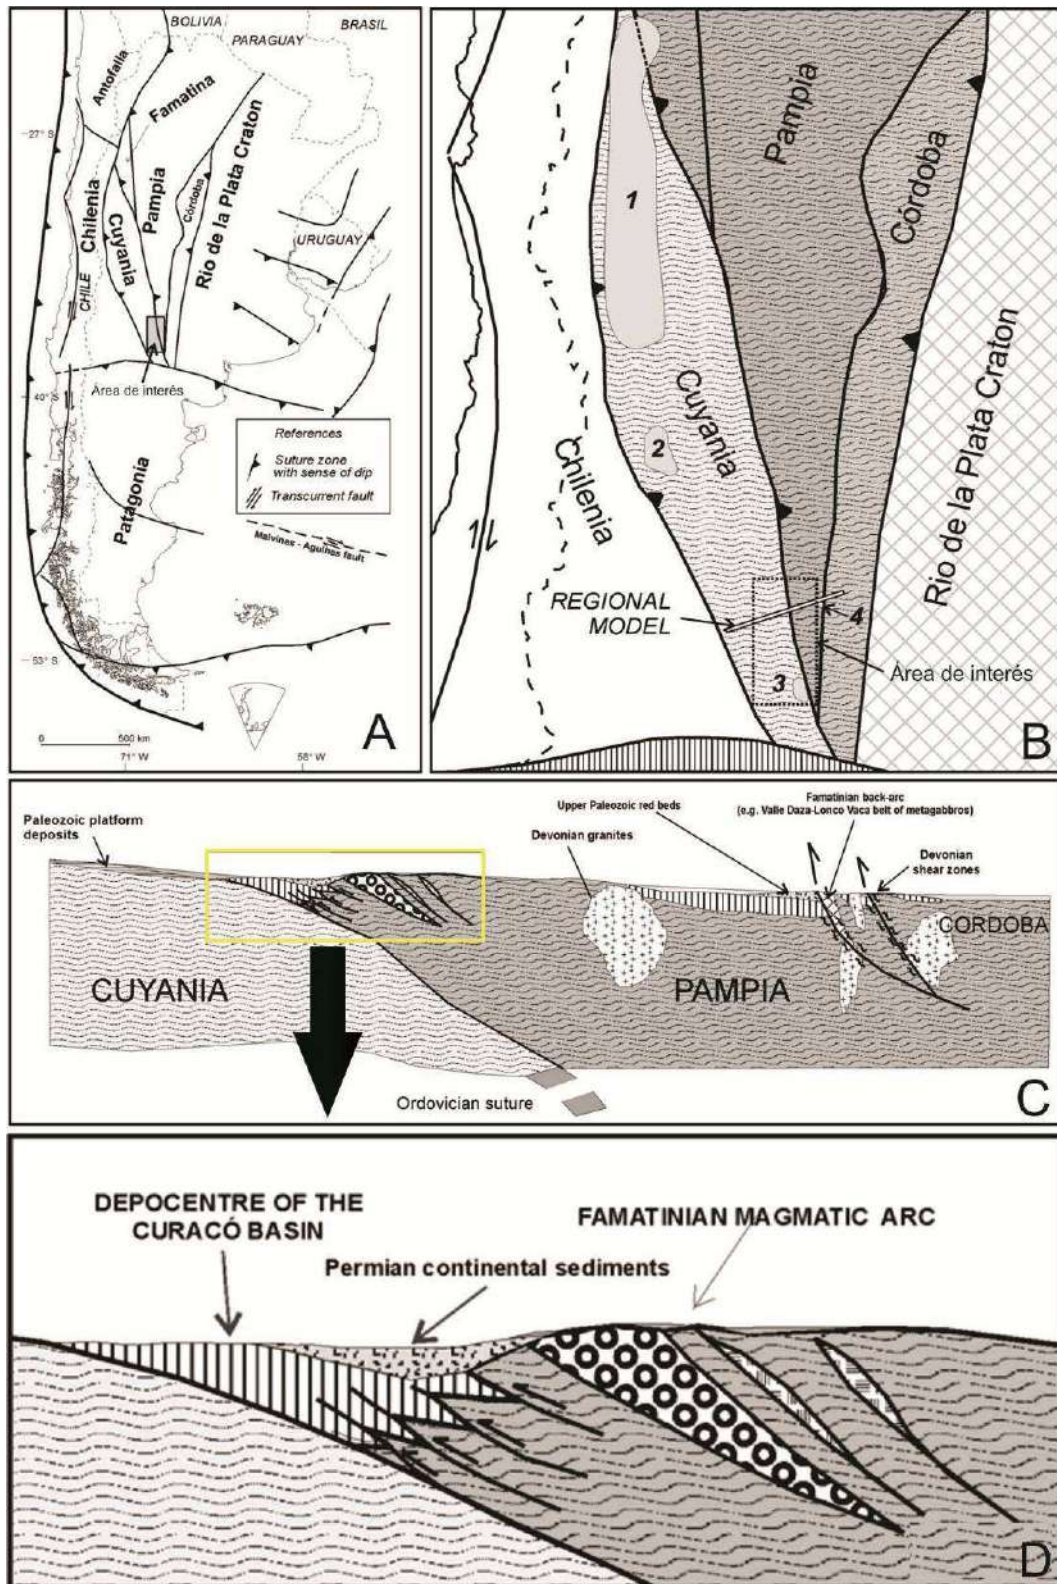 BOLIVIA
BRASIL
PARAGUAY
Antofalla
Famatina
27° S
Pampia
Córdoba
Rio de la Plata Craton
Chilenia
Cuyania
CHILE
URUGUAY
Área de interés
40° S
References
Suture zone
with sense of dip
Transcurrent fault
Patagonia
Malvinas - Agulhas fault
53° S
0 500 km
71° W
58° W
A
1
Pampia
Córdoba
Cuyania
2
Chilenia
Rio de la Plata Craton
REGIONAL
MODEL
4
3
Área de interés
B
Paleozoic platform
deposits
Upper Paleozoic red beds
Famatinian back-arc
(e.g. Valle Daza-Lonco Vaca belt of metagabbros)
Devonian granites
Devonian
shear zones
CORDOBA
CUYANIA
PAMPIA
Ordovician suture
C
DEPOCENTRE OF THE
CURACÓ BASIN
FAMATINIAN MAGMATIC ARC
Permian continental sediments
D